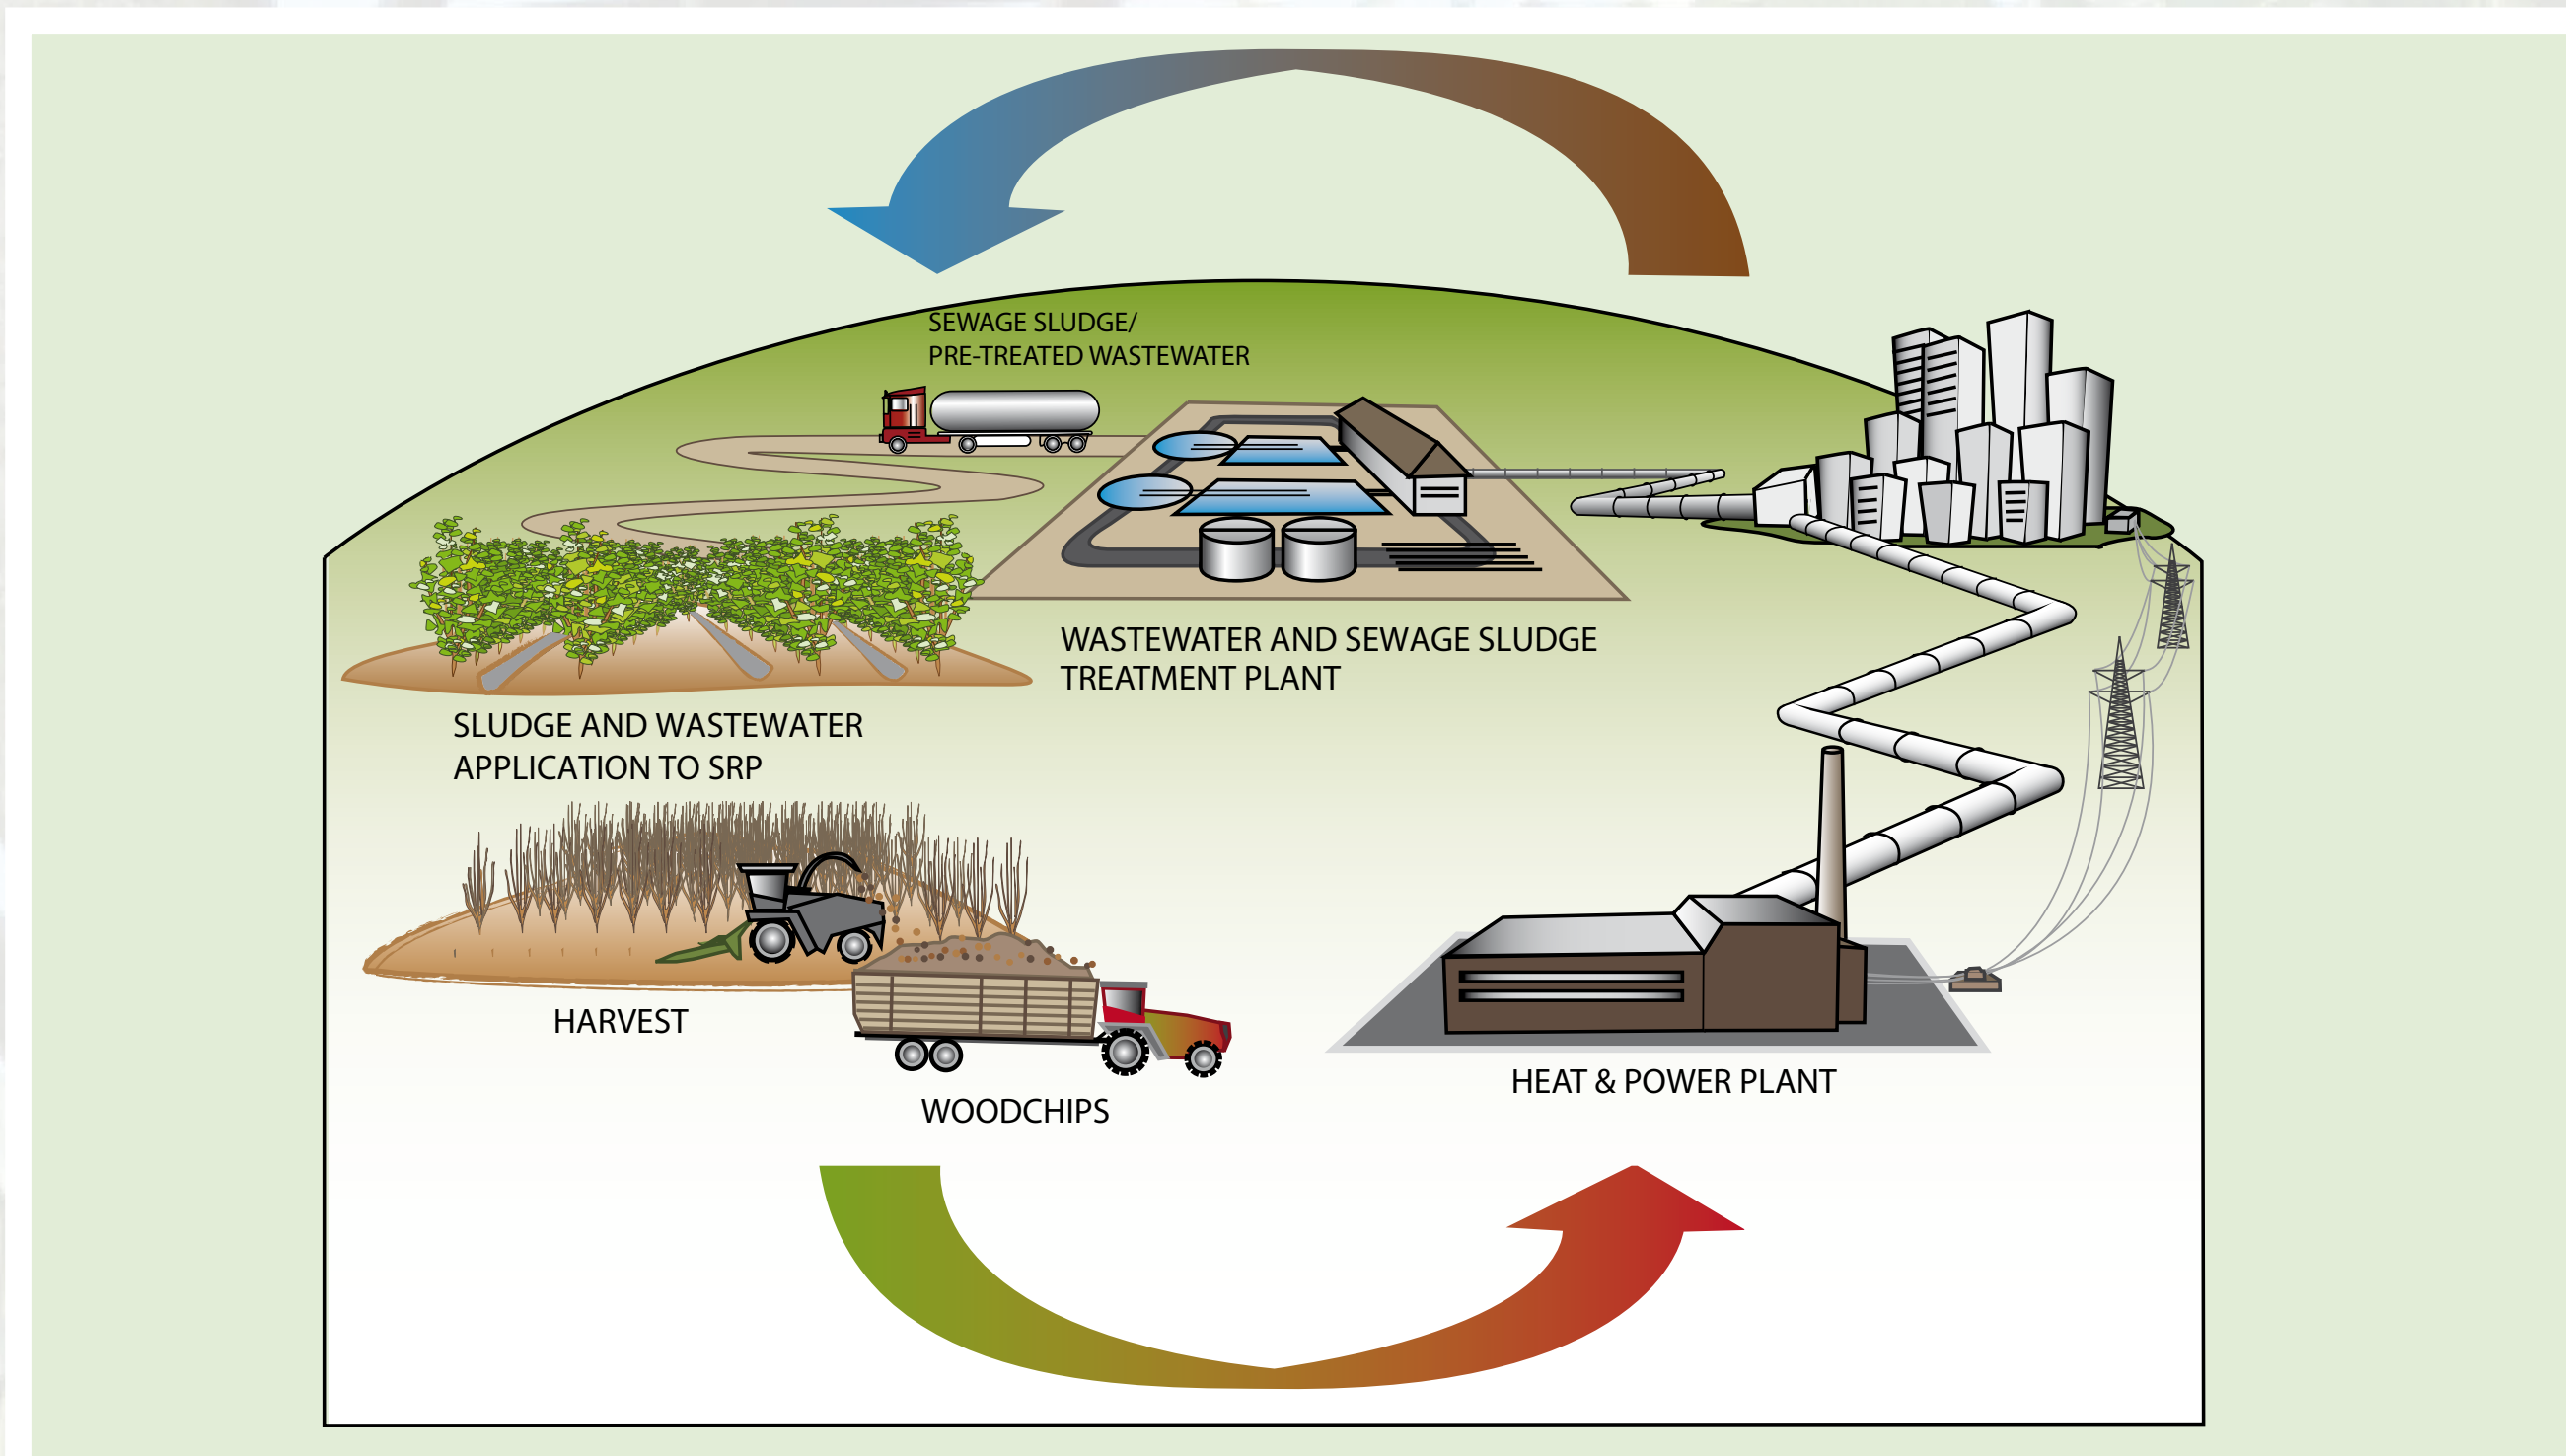 SEWAGE SLUDGE/
PRE-TREATED WASTEWATER
WASTEWATER AND SEWAGE SLUDGE
TREATMENT PLANT
SLUDGE AND WASTEWATER
APPLICATION TO SRP
HARVEST
WOODCHIPS
HEAT & POWER PLANT